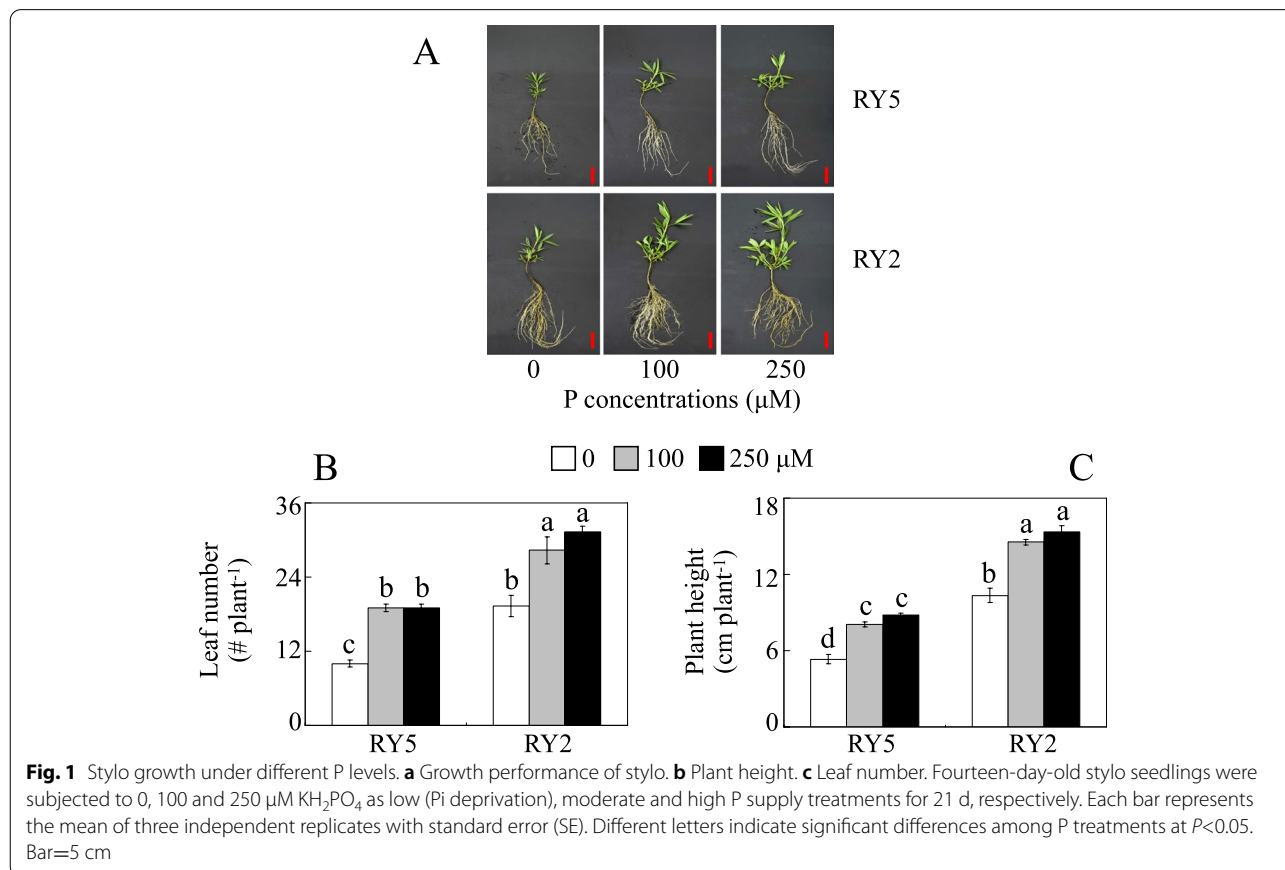 A
RY5
RY2
0 100 250
P concentrations (μM)
0 100 250 μM
B
Leaf number
(# plant⁻¹)
36
24
12
0
c b b b a a
RY5 RY2
C
Plant height
(cm plant⁻¹)
18
12
6
0
d c c b a a
RY5 RY2
Fig. 1 Stylo growth under different P levels. a Growth performance of stylo. b Plant height. c Leaf number. Fourteen-day-old stylo seedlings were
subjected to 0, 100 and 250 μM KH₂PO₄ as low (Pi deprivation), moderate and high P supply treatments for 21 d, respectively. Each bar represents
the mean of three independent replicates with standard error (SE). Different letters indicate significant differences among P treatments at P<0.05.
Bar=5 cm